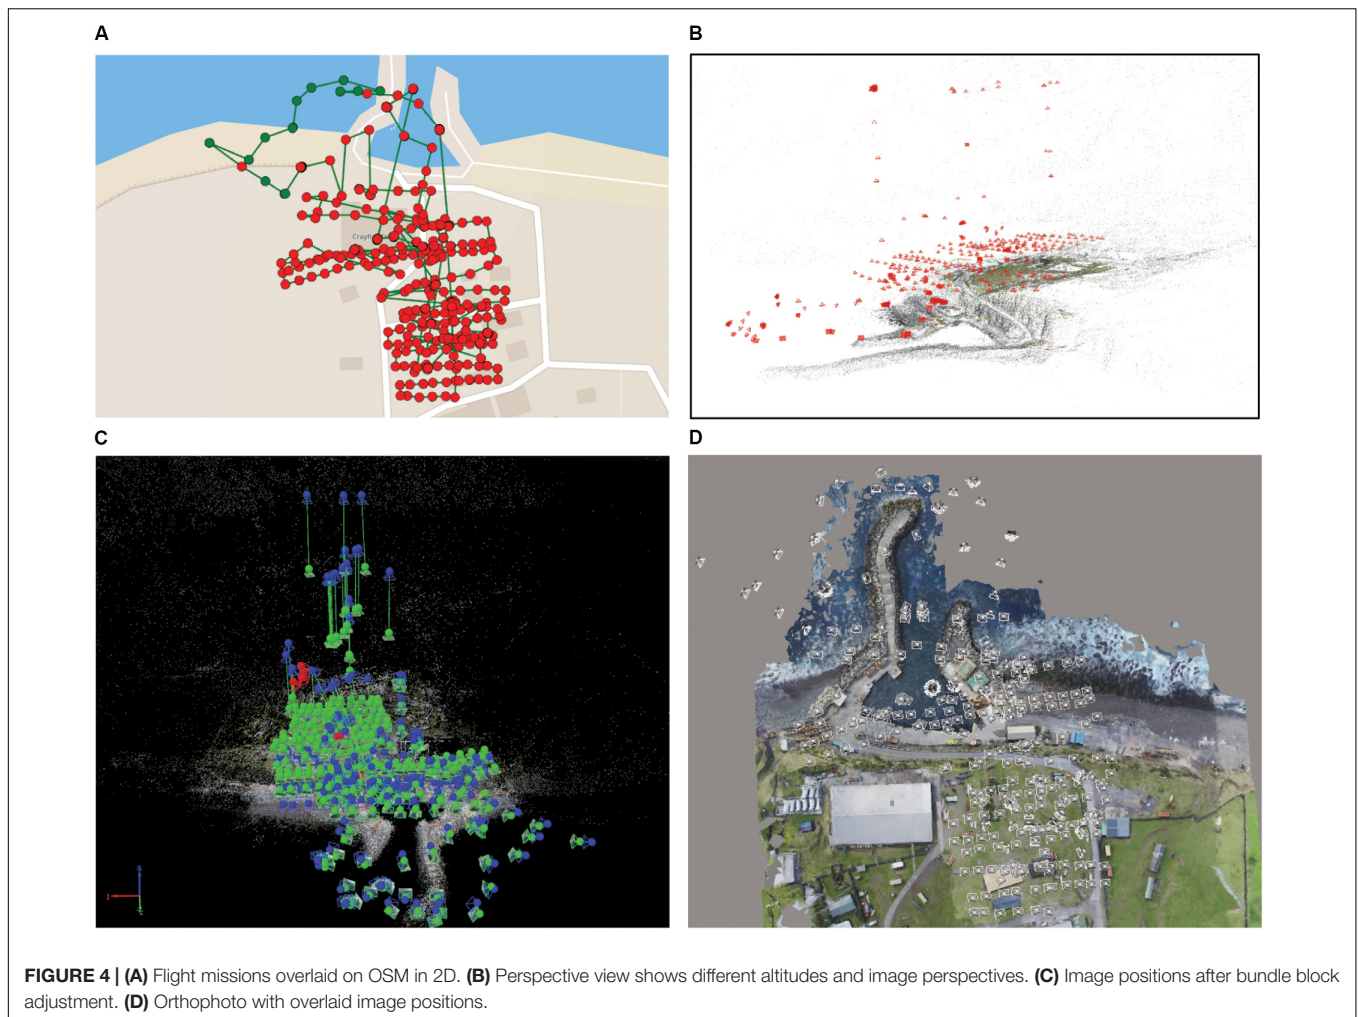 A
B
Crayfi
C
D
FIGURE 4 | (A) Flight missions overlaid on OSM in 2D. (B) Perspective view shows different altitudes and image perspectives. (C) Image positions after bundle block
adjustment. (D) Orthophoto with overlaid image positions.